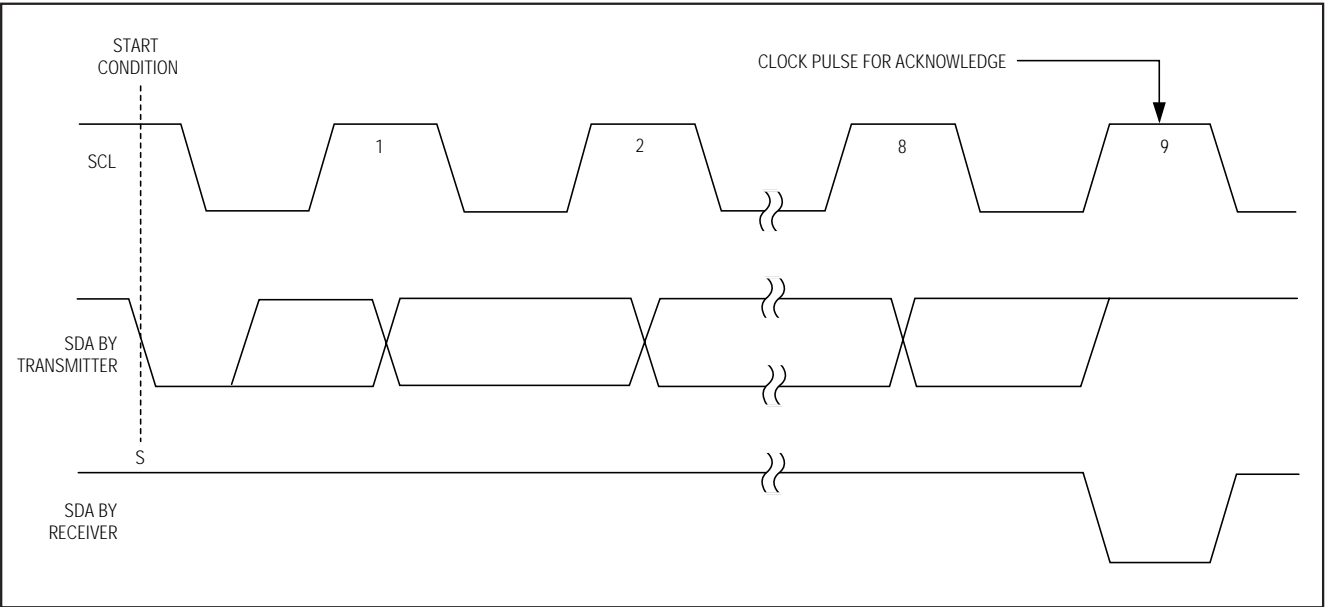 START
CONDITION
CLOCK PULSE FOR ACKNOWLEDGE
SCL
1
2
8
9
SDA BY
TRANSMITTER
S
SDA BY
RECEIVER